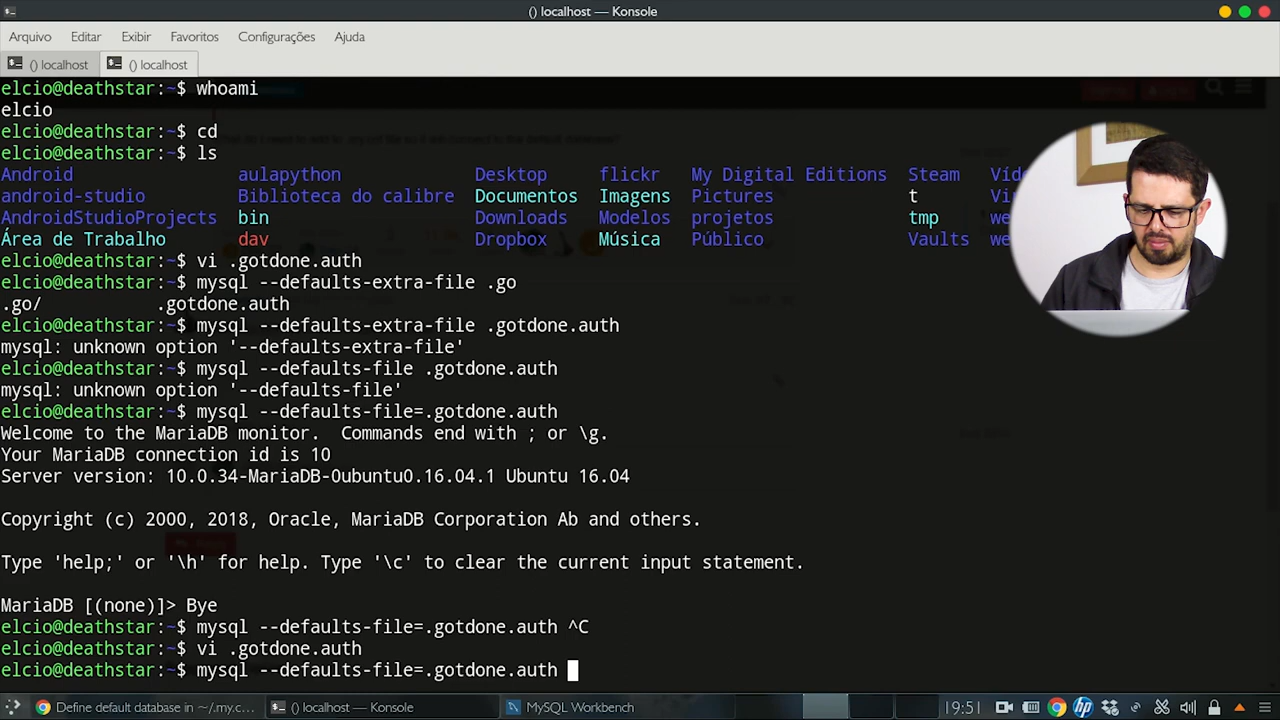 () localhost — Konsole
Arquivo Editar Exibir Favoritos Configurações Ajuda
() localhost () localhost
elcio@deathstar:~$ whoami
elcio
elcio@deathstar:~$ cd
elcio@deathstar:~$ ls
Android aulapython Desktop flickr My Digital Editions Steam Víd
android-studio Biblioteca do calibre Documentos Imagens Pictures t Vi
AndroidStudioProjects bin Downloads Modelos projetos tmp we
Área de Trabalho dav Dropbox Música Público Vaults we
elcio@deathstar:~$ vi .gotdone.auth
elcio@deathstar:~$ mysql --defaults-extra-file .go
.go/ .gotdone.auth
elcio@deathstar:~$ mysql --defaults-extra-file .gotdone.auth
mysql: unknown option '--defaults-extra-file'
elcio@deathstar:~$ mysql --defaults-file .gotdone.auth
mysql: unknown option '--defaults-file'
elcio@deathstar:~$ mysql --defaults-file=.gotdone.auth
Welcome to the MariaDB monitor.  Commands end with ; or \g.
Your MariaDB connection id is 10
Server version: 10.0.34-MariaDB-0ubuntu0.16.04.1 Ubuntu 16.04
Copyright (c) 2000, 2018, Oracle, MariaDB Corporation Ab and others.
Type 'help;' or '\h' for help. Type '\c' to clear the current input statement.
MariaDB [(none)]> Bye
elcio@deathstar:~$ mysql --defaults-file=.gotdone.auth ^C
elcio@deathstar:~$ vi .gotdone.auth
elcio@deathstar:~$ mysql --defaults-file=.gotdone.auth
Define default database in ~/.my.c... () localhost — Konsole MySQL Workbench 19:51